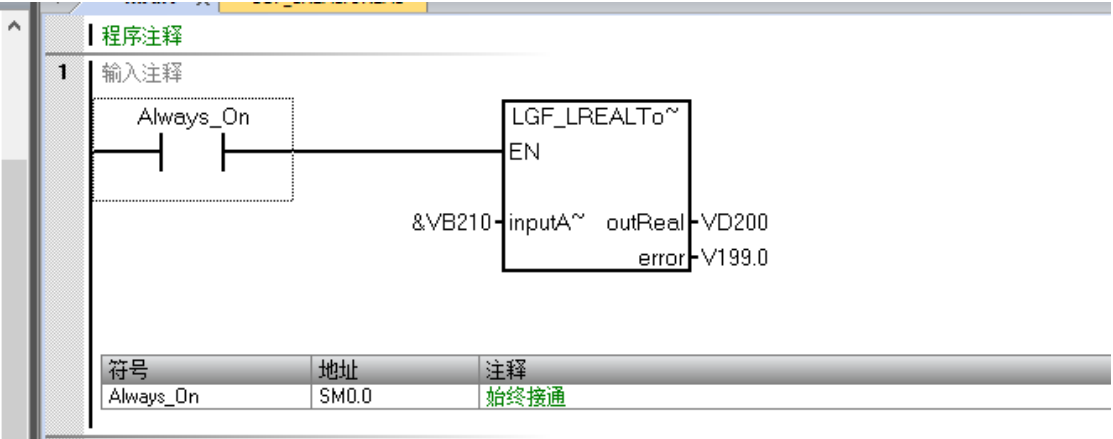 程序注释
1 输入注释
Always_On
LGF_LREALTo~
EN
&VB210 inputA~ outReal VD200
error V199.0
符号 地址 注释
Always_On SM0.0 始终接通